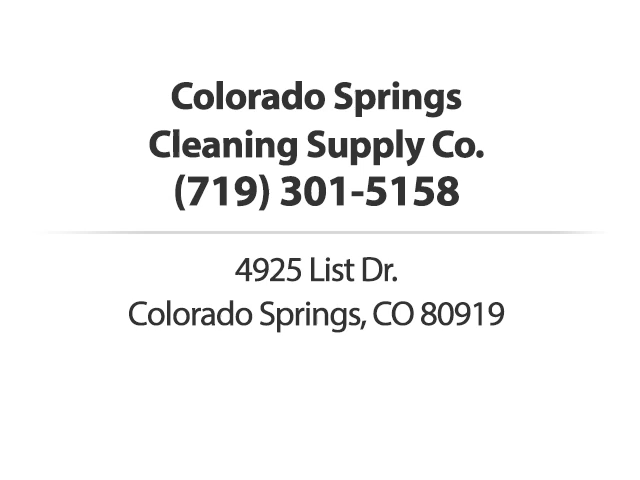 Colorado Springs
Cleaning Supply Co.
(719) 301-5158
4925 List Dr.
Colorado Springs, CO 80919